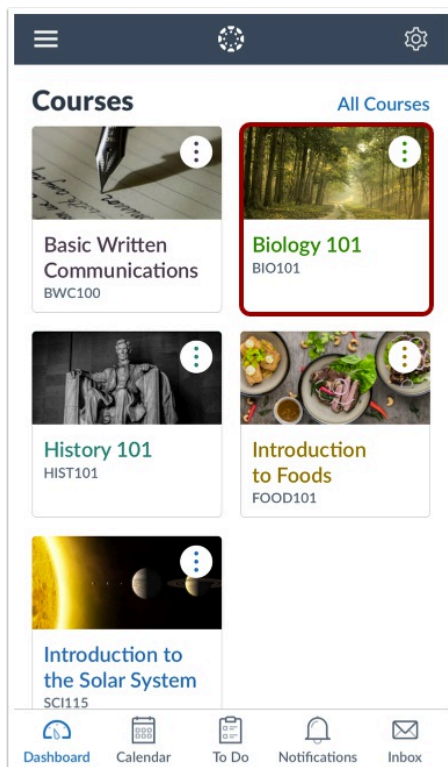 Courses
All Courses
Basic Written
Communications
BWC100
Biology 101
BIO101
History 101
HIST101
Introduction
to Foods
FOOD101
Introduction to
the Solar System
SCI115
Dashboard
Calendar
To Do
Notifications
Inbox